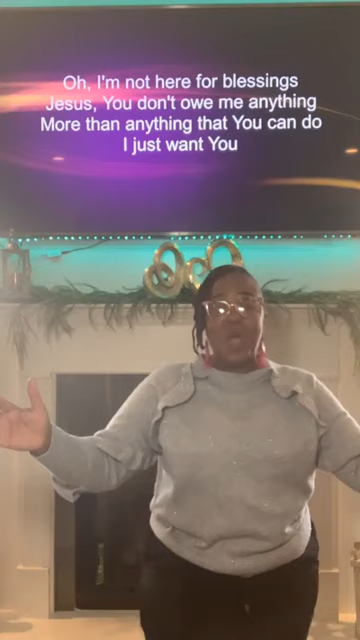 Oh, I'm not here for blessings
Jesus, You don't owe me anything
More than anything that You can do
I just want You